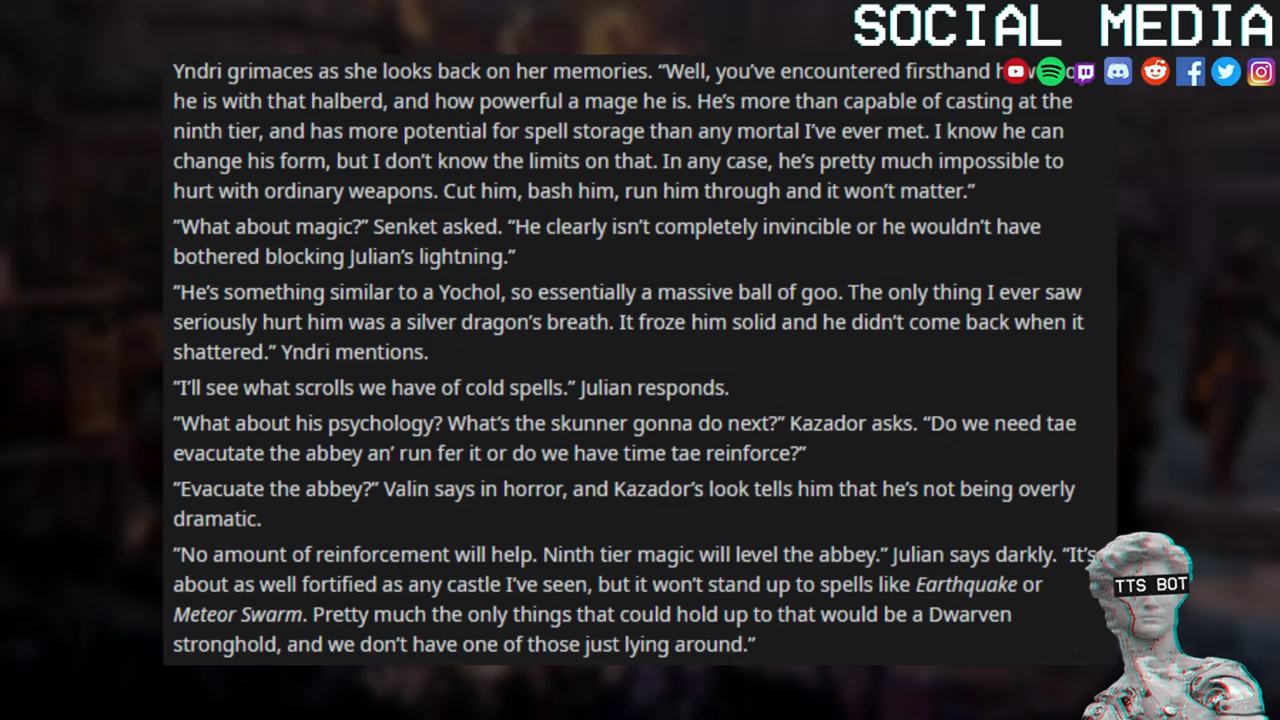 SOCIAL MEDIA
Yndri grimaces as she looks back on her memories. “Well, you’ve encountered firsthand
he is with that halberd, and how powerful a mage he is. He’s more than capable of casting at the
ninth tier, and has more potential for spell storage than any mortal I’ve ever met. I know he can
change his form, but I don’t know the limits on that. In any case, he’s pretty much impossible to
hurt with ordinary weapons. Cut him, bash him, run him through and it won’t matter.”
”What about magic?” Senket asked. “He clearly isn’t completely invincible or he wouldn’t have
bothered blocking Julian’s lightning.”
”He’s something similar to a Yochol, so essentially a massive ball of goo. The only thing I ever saw
seriously hurt him was a silver dragon’s breath. It froze him solid and he didn’t come back when it
shattered.” Yndri mentions.
”I’ll see what scrolls we have of cold spells.” Julian responds.
”What about his psychology? What’s the skunner gonna do next?” Kazador asks. “Do we need tae
evacutate the abbey an’ run fer it or do we have time tae reinforce?”
”Evacuate the abbey?” Valin says in horror, and Kazador’s look tells him that he’s not being overly
dramatic.
”No amount of reinforcement will help. Ninth tier magic will level the abbey.” Julian says darkly. “It’s
about as well fortified as any castle I’ve seen, but it won’t stand up to spells like Earthquake or
Meteor Swarm. Pretty much the only things that could hold up to that would be a Dwarven
stronghold, and we don’t have one of those just lying around.”
TTS BOT